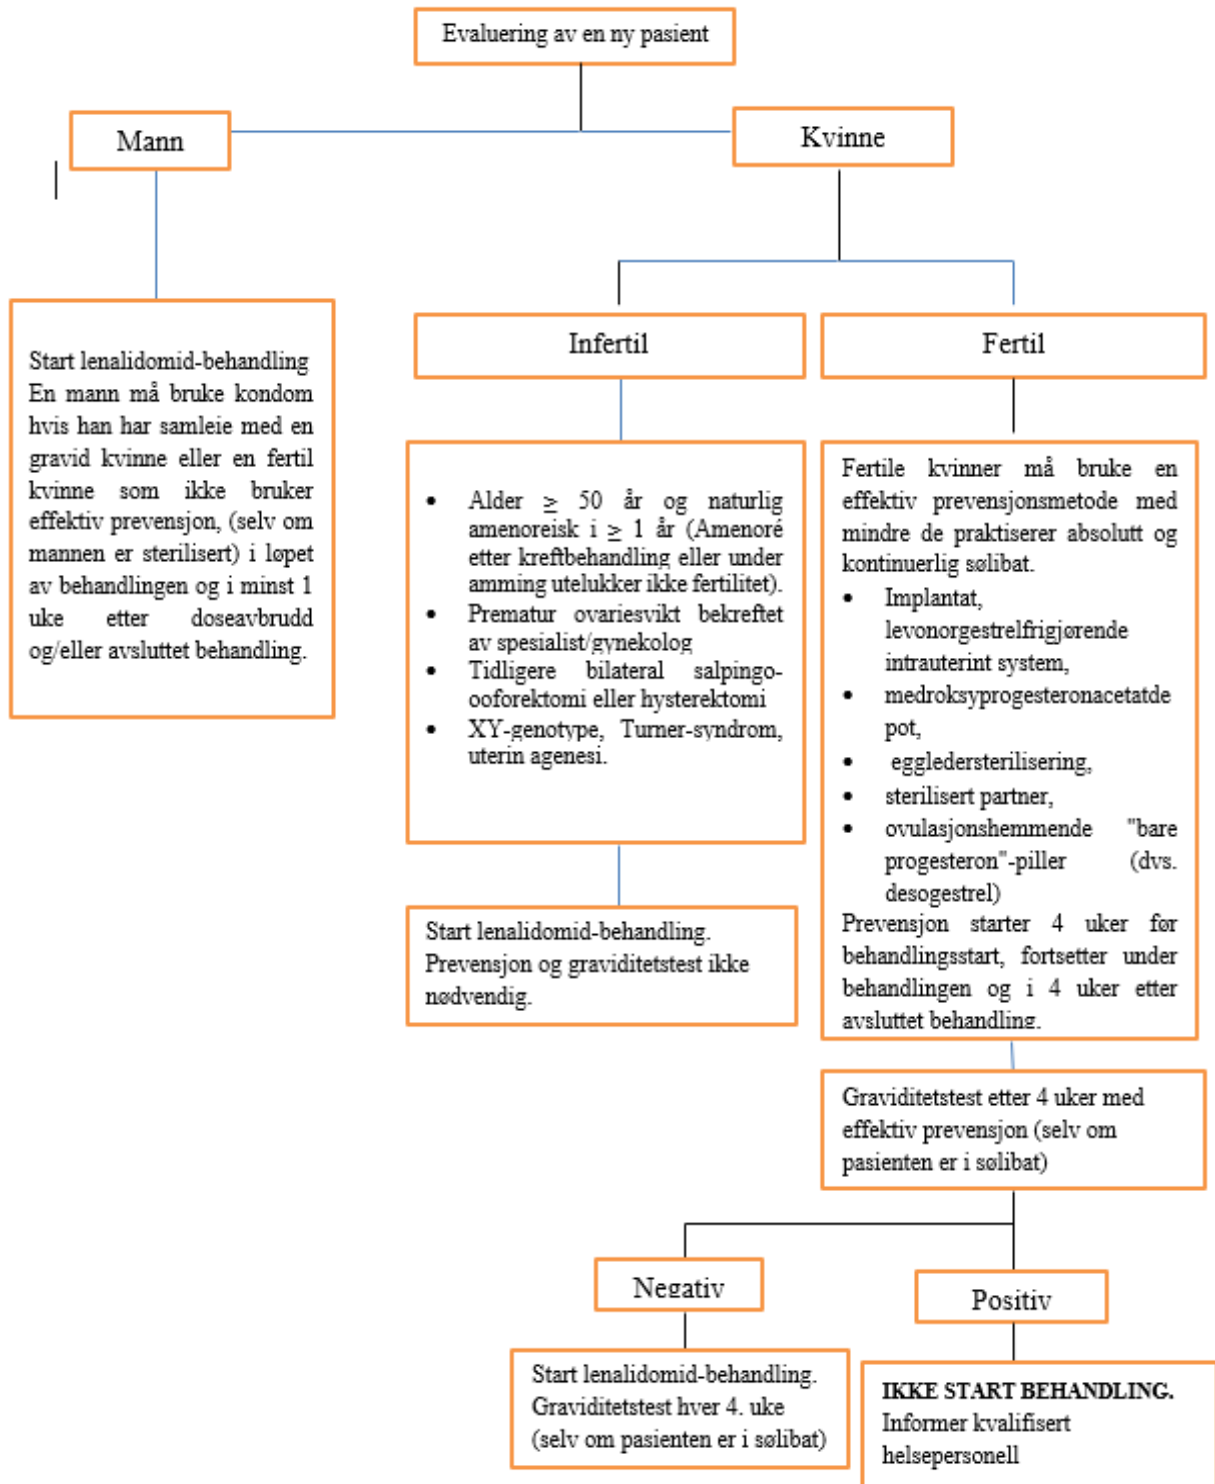 Evaluering av en ny pasient
Mann
Kvinne
Start lenalidomid-behandling
En mann må bruke kondom
hvis han har samleie med en
gravid kvinne eller en fertil
kvinne som ikke bruker
effektiv prevensjon, (selv om
mannen er sterilisert) i løpet
av behandlingen og i minst 1
uke etter doseavbrudd
og/eller avsluttet behandling.
Infertil
• Alder ≥ 50 år og naturlig
amenoreisk i ≥ 1 år (Amenoré
etter kreftbehandling eller under
amming utelukker ikke fertilitet).
• Prematur ovariesvikt bekreftet
av spesialist/gynekolog
• Tidligere bilateral salpingo-
ooforektomi eller hysterektomi
• XY-genotype, Turner-syndrom,
uterin agenesi.
Start lenalidomid-behandling.
Prevensjon og graviditetstest ikke
nødvendig.
Fertil
Fertile kvinner må bruke en
effektiv prevensjonsmetode med
mindre de praktiserer absolutt og
kontinuerlig sølibat.
• Implantat,
levonorgestrelfrigjørende
intrauterint system,
• medroksyprogesteronacetatde
pot,
• eggledersterilisering,
• sterilisert partner,
• ovulasjonshemmende "bare
progesteron"-piller (dvs.
desogestrel)
Prevensjon starter 4 uker før
behandlingsstart, fortsetter under
behandlingen og i 4 uker etter
avsluttet behandling.
Graviditetstest etter 4 uker med
effektiv prevensjon (selv om
pasienten er i sølibat)
Negativ
Positiv
Start lenalidomid-behandling.
Graviditetstest hver 4. uke
(selv om pasienten er i sølibat)
IKKE START BEHANDLING.
Informer kvalifisert
helsepersonell